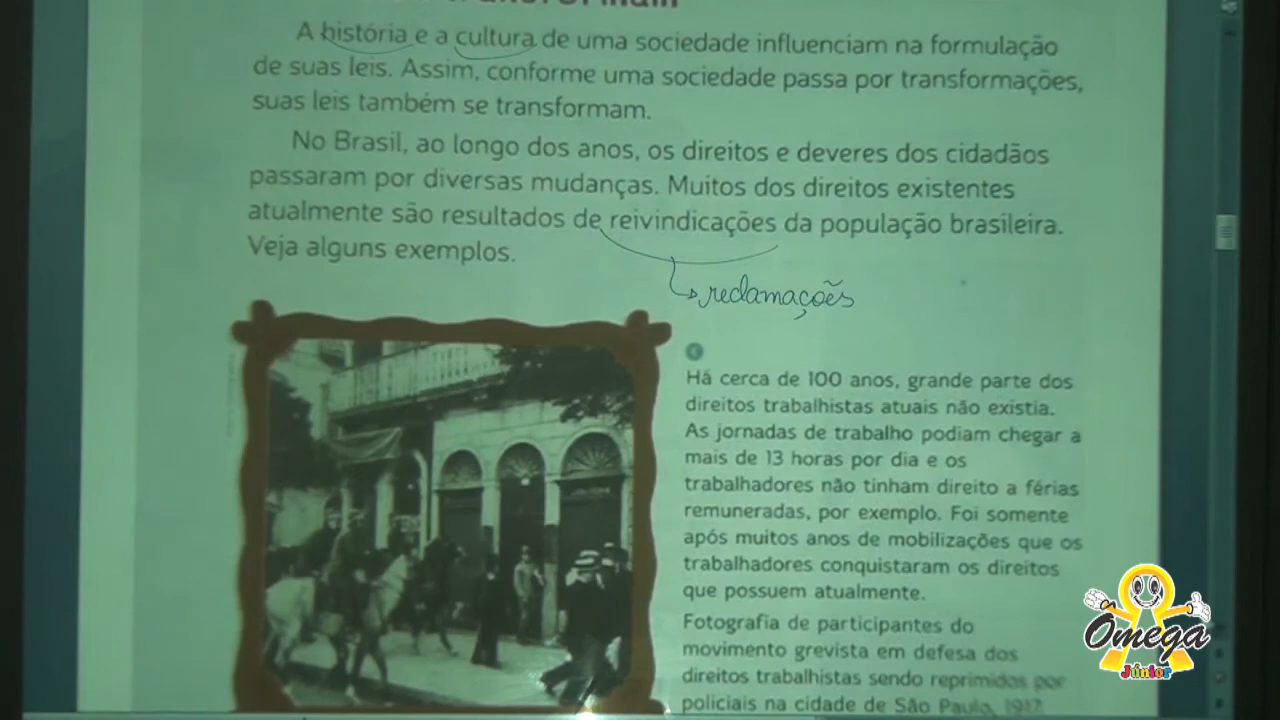 A história e a cultura de uma sociedade influenciam na formulação
de suas leis. Assim, conforme uma sociedade passa por transformações,
suas leis também se transformam.
No Brasil, ao longo dos anos, os direitos e deveres dos cidadãos
passaram por diversas mudanças. Muitos dos direitos existentes
atualmente são resultados de reivindicações da população brasileira.
Veja alguns exemplos.
reclamações
Há cerca de 100 anos, grande parte dos
direitos trabalhistas atuais não existia.
As jornadas de trabalho podiam chegar a
mais de 13 horas por dia e os
trabalhadores não tinham direito a férias
remuneradas, por exemplo. Foi somente
após muitos anos de mobilizações que os
trabalhadores conquistaram os direitos
que possuem atualmente.
Fotografia de participantes do
movimento grevista em defesa dos
direitos trabalhistas sendo reprimidos por
policiais na cidade de São Paulo, 1917.
Omega
Júnior